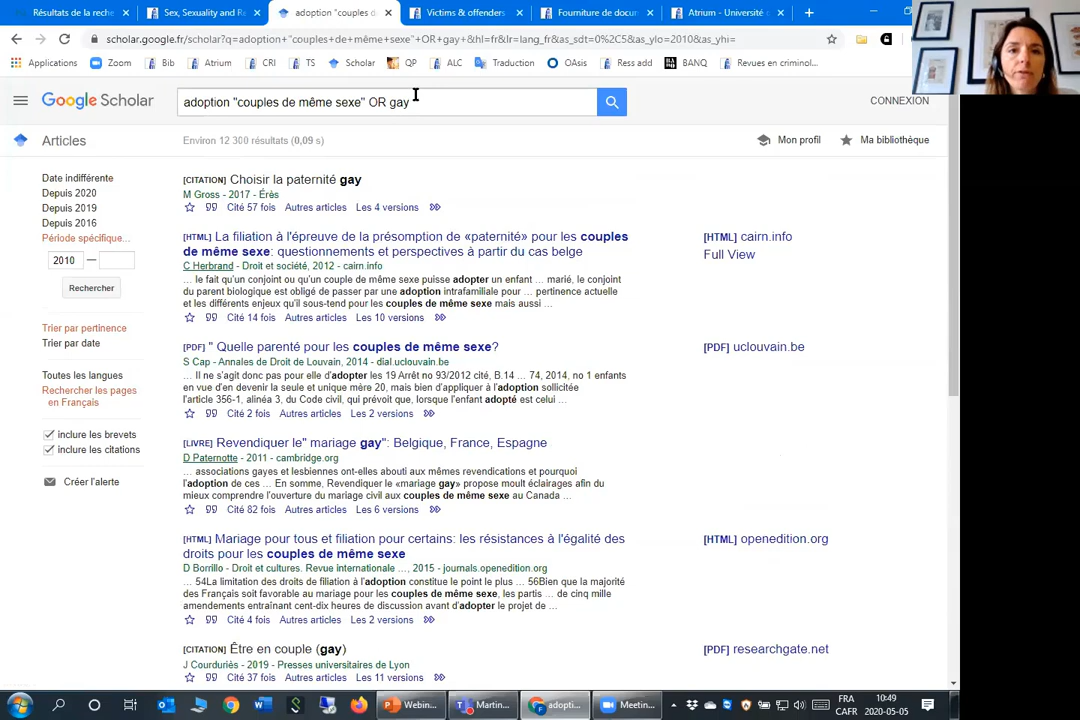 Résultats de la reche
Sex, Sexuality and R
adoption "couples d
Victims & offenders
Fourniture de docu
Atrium - Université
scholar.google.fr/scholar?q=adoption+"couples+de+même+sexe"+OR+gay+&hl=fr&lr=lang_fr&as_sdt=0%2C5&as_ylo=2010&as_yhi=
Applications
Zoom
Bib
Atrium
CRI
TS
Scholar
QP
ALC
Traduction
OAsis
Ress add
BANQ
Revues en criminol...
Google Scholar
adoption "couples de même sexe" OR gay
CONNEXION
Articles
Environ 12 300 résultats (0,09 s)
Mon profil
Ma bibliothèque
Date indifférente
Depuis 2020
Depuis 2019
Depuis 2016
Période spécifique...
2010 —
Rechercher
Trier par pertinence
Trier par date
Toutes les langues
Rechercher les pages
en Français
inclure les brevets
inclure les citations
Créer l'alerte
[CITATION] Choisir la paternité gay
M Gross - 2017 - Érès
Cité 57 fois Autres articles Les 4 versions
[HTML] La filiation à l'épreuve de la présomption de «paternité» pour les couples
de même sexe: questionnements et perspectives à partir du cas belge
C Herbrand - Droit et société, 2012 - cairn.info
... le fait qu'un conjoint ou qu'un couple de même sexe puisse adopter un enfant ... marié, le conjoint
du parent biologique est obligé de passer par une adoption intrafamiliale pour ... pertinence actuelle
et les différents enjeux qu'il sous-tend pour les couples de même sexe mais aussi ...
Cité 14 fois Autres articles Les 10 versions
[HTML] cairn.info
Full View
[PDF] " Quelle parenté pour les couples de même sexe?
S Cap - Annales de Droit de Louvain, 2014 - dial.uclouvain.be
... Il ne s'agit donc pas pour elle d'adopter les 19 Arrêt no 93/2012 cité, B.14 ... 74, 2014, no 1 enfants
en vue d'en devenir la seule et unique mère 20, mais bien d'appliquer à l'adoption sollicitée
l'article 356-1, alinéa 3, du Code civil, qui prévoit que, lorsque l'enfant adopté est celui ...
Cité 2 fois Autres articles Les 2 versions
[PDF] uclouvain.be
[LIVRE] Revendiquer le" mariage gay": Belgique, France, Espagne
D Paternotte - 2011 - cambridge.org
... associations gayes et lesbiennes ont-elles abouti aux mêmes revendications et pourquoi
l'adoption de ces ... En somme, Revendiquer le «mariage gay» propose moult éclairages afin du
mieux comprendre l'ouverture du mariage civil aux couples de même sexe au Canada ...
Cité 82 fois Autres articles Les 6 versions
[HTML] Mariage pour tous et filiation pour certains: les résistances à l'égalité des
droits pour les couples de même sexe
D Borrillo - Droit et cultures. Revue internationale ..., 2015 - journals.openedition.org
... 54La limitation des droits de filiation à l'adoption constitue le point le plus ... 56Bien que la majorité
des Français soit favorable au mariage pour les couples de même sexe, les partis ... de cinq mille
amendements entraînant cent-dix heures de discussion avant d'adopter le projet de ...
Cité 4 fois Autres articles Les 2 versions
[HTML] openedition.org
[CITATION] Être en couple (gay)
J Courduriès - 2019 - Presses universitaires de Lyon
Cité 37 fois Autres articles Les 11 versions
[PDF] researchgate.net
Webin...
Martin...
adopti...
Meetin...
FRA
CAFR
10:49
2020-05-05